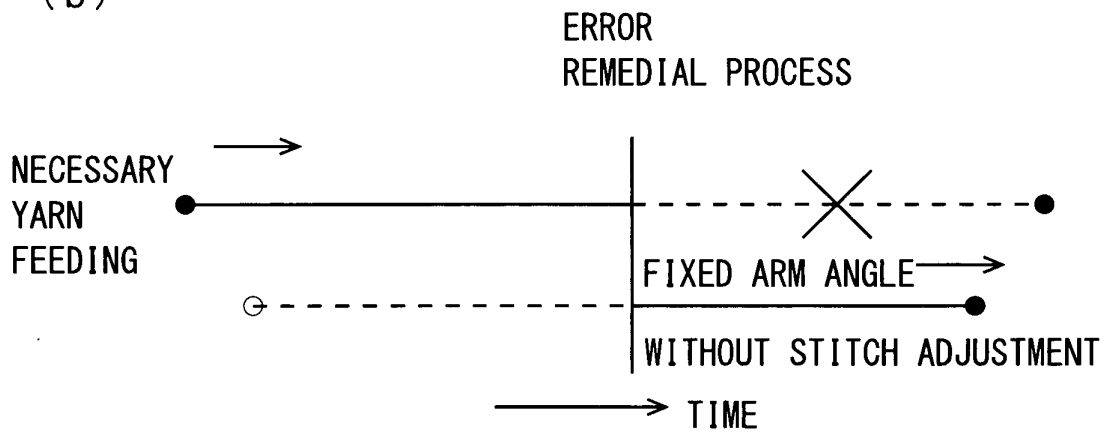 (b)
ERROR
REMEDIAL PROCESS
NECESSARY
YARN
FEEDING
FIXED ARM ANGLE
WITHOUT STITCH ADJUSTMENT
TIME